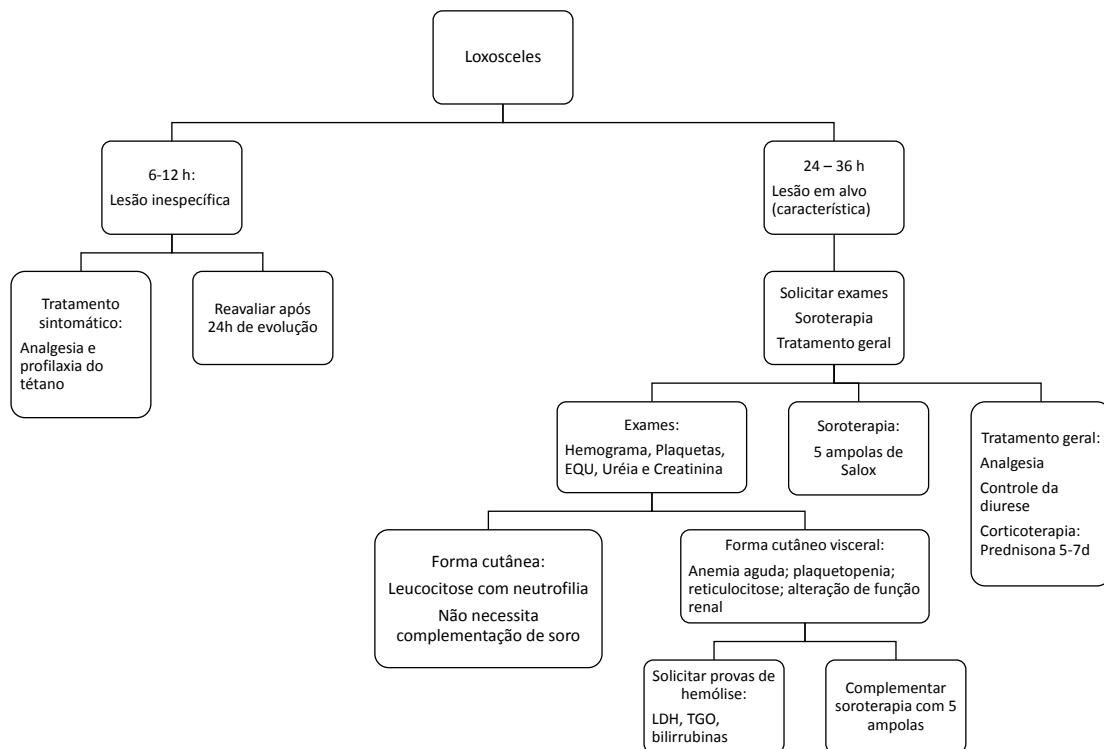 Loxosceles
6-12 h:
Lesão inespecífica
24 – 36 h
Lesão em alvo
(característica)
Tratamento
sintomático:
Analgesia e
profilaxia do
tétano
Reavaliar após
24h de evolução
Solicitar exames
Soroterapia
Tratamento geral
Exames:
Hemograma, Plaquetas,
EQU, Uréia e Creatinina
Soroterapia:
5 ampolas de
Salox
Tratamento geral:
Analgesia
Controle da
diurese
Corticoterapia:
Prednisona 5-7d
Forma cutânea:
Leucocitose com neutrofilia
Não necessita
complementação de soro
Forma cutâneo visceral:
Anemia aguda; plaquetopenia;
reticulocitose; alteração de função
renal
Solicitar provas de
hemólise:
LDH, TGO,
bilirrubinas
Complementar
soroterapia com 5
ampolas